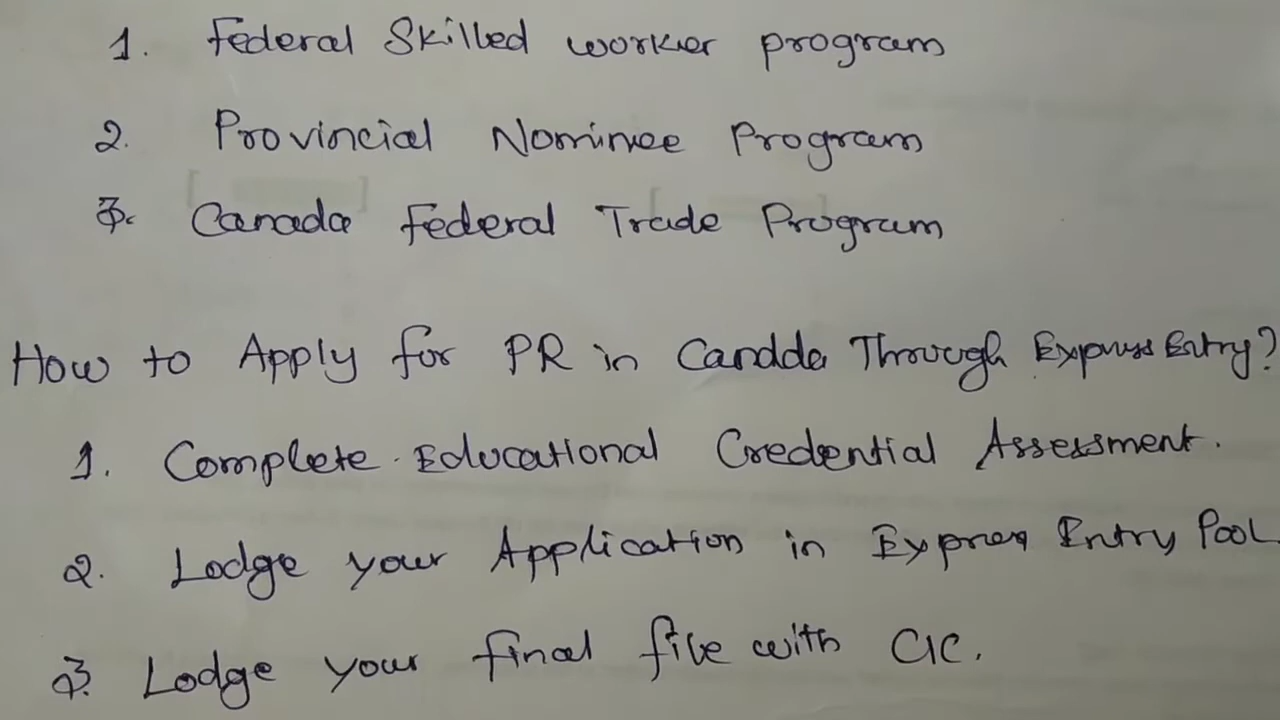 1. Federal Skilled worker program
2. Provincial Nominee Program
3. Canada Federal Trade Program
How to Apply for PR in Canada Through Express Entry?
1. Complete Educational Credential Assessment.
2. Lodge your Application in Express Entry Pool
3. Lodge your final file with CIC.